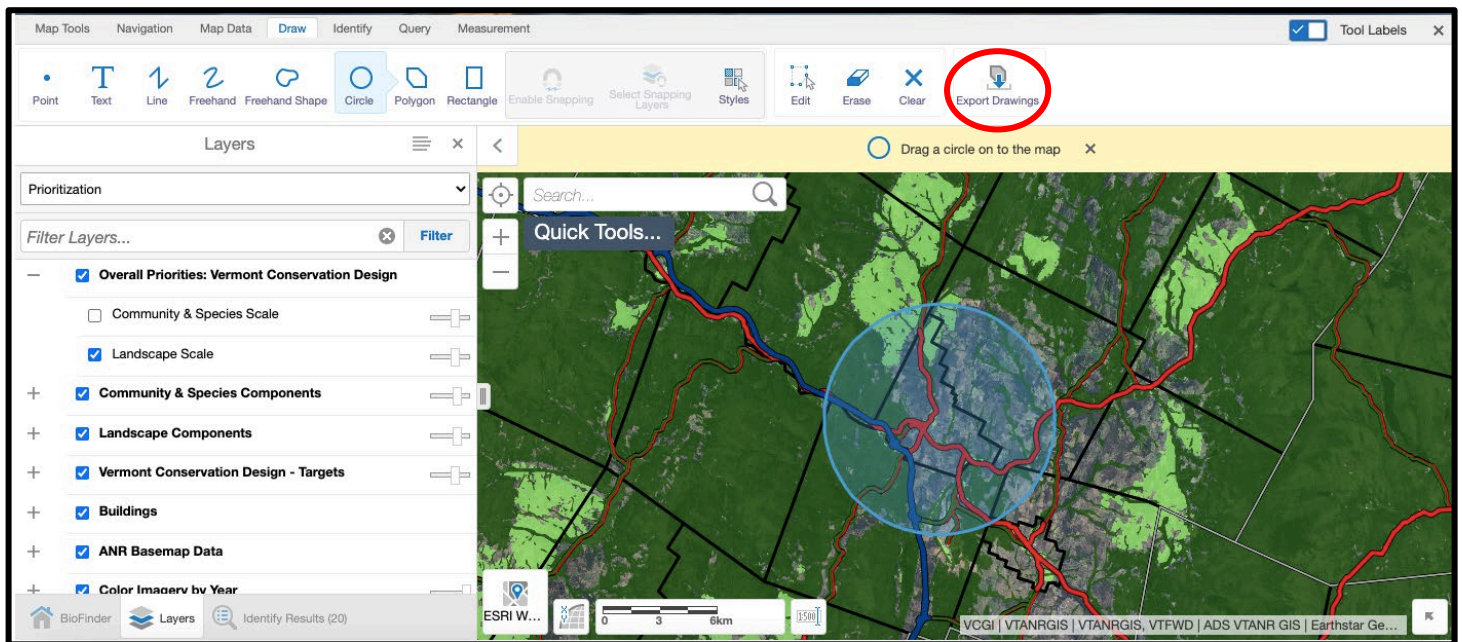 Map Tools Navigation Map Data Draw Identify Query Measurement Tool Labels
Point Text Line Freehand Freehand Shape Circle Polygon Rectangle Enable Snapping Select Snapping Layers Styles Edit Erase Clear Export Drawings
Layers
Drag a circle on to the map
Prioritization
Search...
Filter Layers... Filter
Quick Tools...
Overall Priorities: Vermont Conservation Design
Community & Species Scale
Landscape Scale
Community & Species Components
Landscape Components
Vermont Conservation Design - Targets
Buildings
ANR Basemap Data
Color Imagery by Year
BioFinder Layers Identify Results (20)
ESRI W...
0 3 6km
1:500
VCGI | VTANRGIS | VTANRGIS, VTFWD | ADS VTANR GIS | Earthstar Ge...